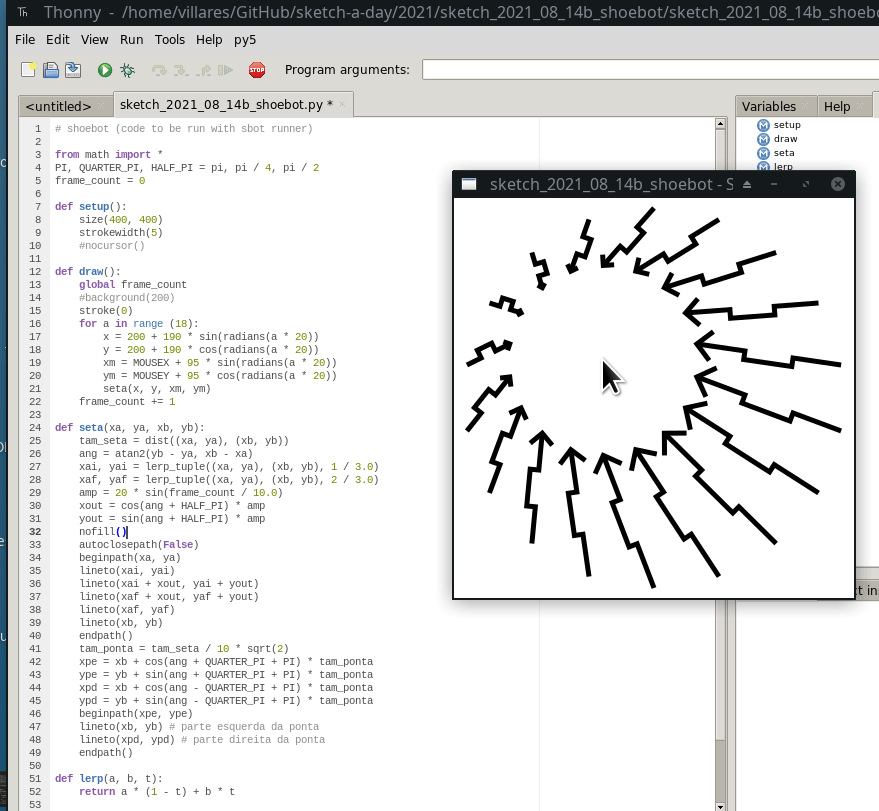 Th Thonny - /home/villares/GitHub/sketch-a-day/2021/sketch_2021_08_14b_shoebot/sketch_2021_08_14b_shoebo
File Edit View Run Tools Help py5
STOP Program arguments:
<untitled> × sketch_2021_08_14b_shoebot.py * ×
Variables × Help ×
1 # shoebot (code to be run with sbot runner)
2
3 from math import *
4 PI, QUARTER_PI, HALF_PI = pi, pi / 4, pi / 2
5 frame_count = 0
6
7 def setup():
8     size(400, 400)
9     strokewidth(5)
10     #nocursor()
11
12 def draw():
13     global frame_count
14     #background(200)
15     stroke(0)
16     for a in range (18):
17         x = 200 + 190 * sin(radians(a * 20))
18         y = 200 + 190 * cos(radians(a * 20))
19         xm = MOUSEX + 95 * sin(radians(a * 20))
20         ym = MOUSEY + 95 * cos(radians(a * 20))
21         seta(x, y, xm, ym)
22     frame_count += 1
23
24 def seta(xa, ya, xb, yb):
25     tam_seta = dist((xa, ya), (xb, yb))
26     ang = atan2(yb - ya, xb - xa)
27     xai, yai = lerp_tuple((xa, ya), (xb, yb), 1 / 3.0)
28     xaf, yaf = lerp_tuple((xa, ya), (xb, yb), 2 / 3.0)
29     amp = 20 * sin(frame_count / 10.0)
30     xout = cos(ang + HALF_PI) * amp
31     yout = sin(ang + HALF_PI) * amp
32     nofill()
33     autoclosepath(False)
34     beginpath(xa, ya)
35     lineto(xai, yai)
36     lineto(xai + xout, yai + yout)
37     lineto(xaf + xout, yaf + yout)
38     lineto(xaf, yaf)
39     lineto(xb, yb)
40     endpath()
41     tam_ponta = tam_seta / 10 * sqrt(2)
42     xpe = xb + cos(ang + QUARTER_PI + PI) * tam_ponta
43     ype = yb + sin(ang + QUARTER_PI + PI) * tam_ponta
44     xpd = xb + cos(ang - QUARTER_PI + PI) * tam_ponta
45     ypd = yb + sin(ang - QUARTER_PI + PI) * tam_ponta
46     beginpath(xpe, ype)
47     lineto(xb, yb) # parte esquerda da ponta
48     lineto(xpd, ypd) # parte direita da ponta
49     endpath()
50
51 def lerp(a, b, t):
52     return a * (1 - t) + b * t
53
M setup
M draw
M seta
M lerp
sketch_2021_08_14b_shoebot - S
t in